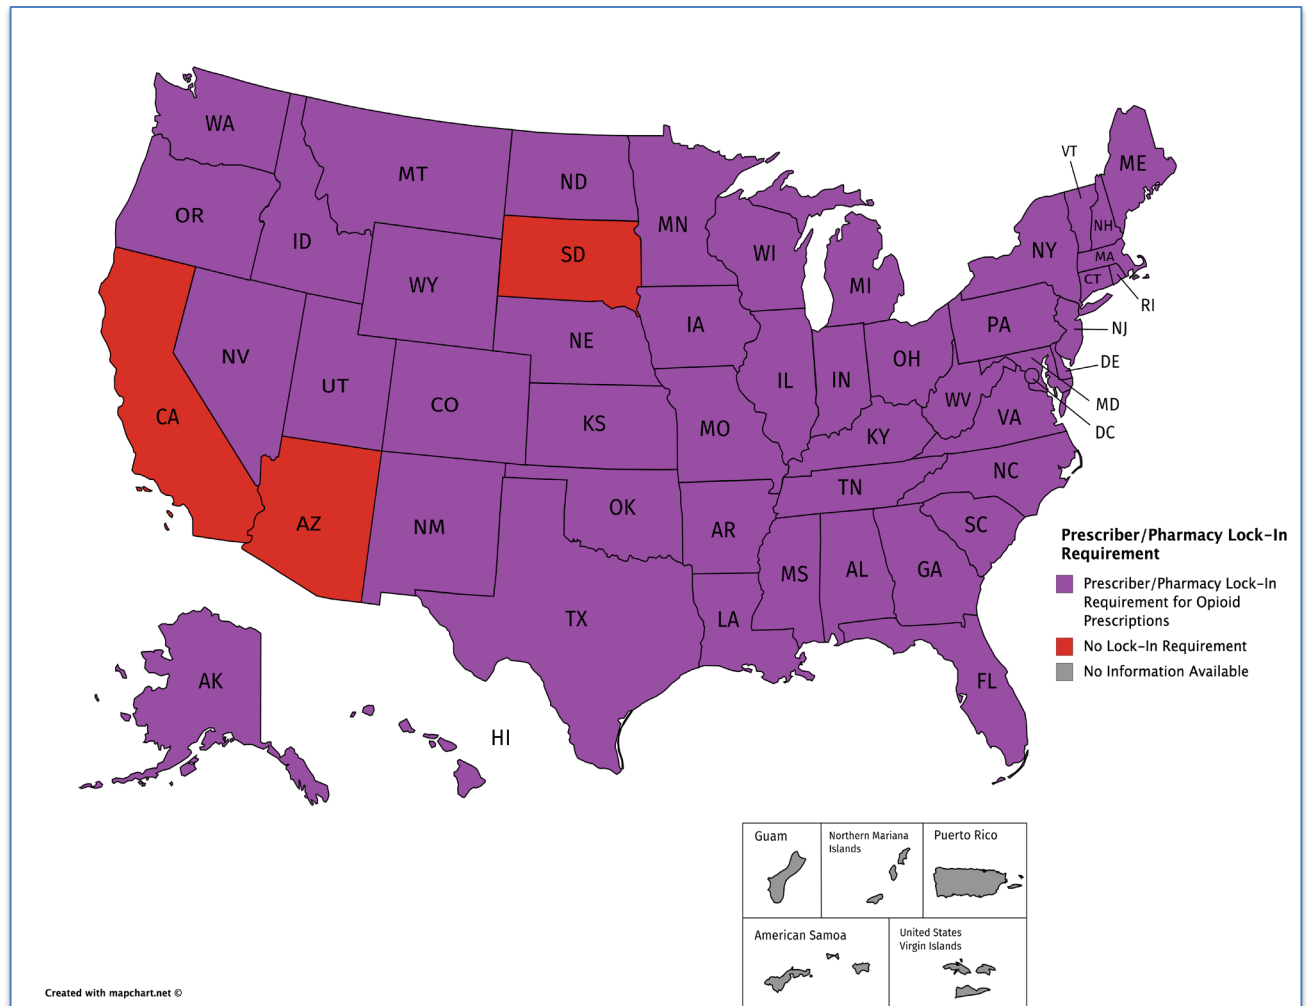 WA
MT
ND
MN
OR
ID
SD
WI
MI
VT
ME
NH
NY
MA
CT
RI
WY
IA
NE
PA
NJ
NV
UT
CO
IL
IN
OH
DE
WV
MD
VA
DC
CA
KS
MO
KY
NC
TN
AZ
NM
OK
AR
SC
MS
AL
GA
TX
LA
FL
AK
HI
Prescriber/Pharmacy Lock-In
Requirement
Prescriber/Pharmacy Lock-In
Requirement for Opioid
Prescriptions
No Lock-In Requirement
No Information Available
Guam
Northern Mariana
Islands
Puerto Rico
American Samoa
United States
Virgin Islands
Created with mapchart.net ©